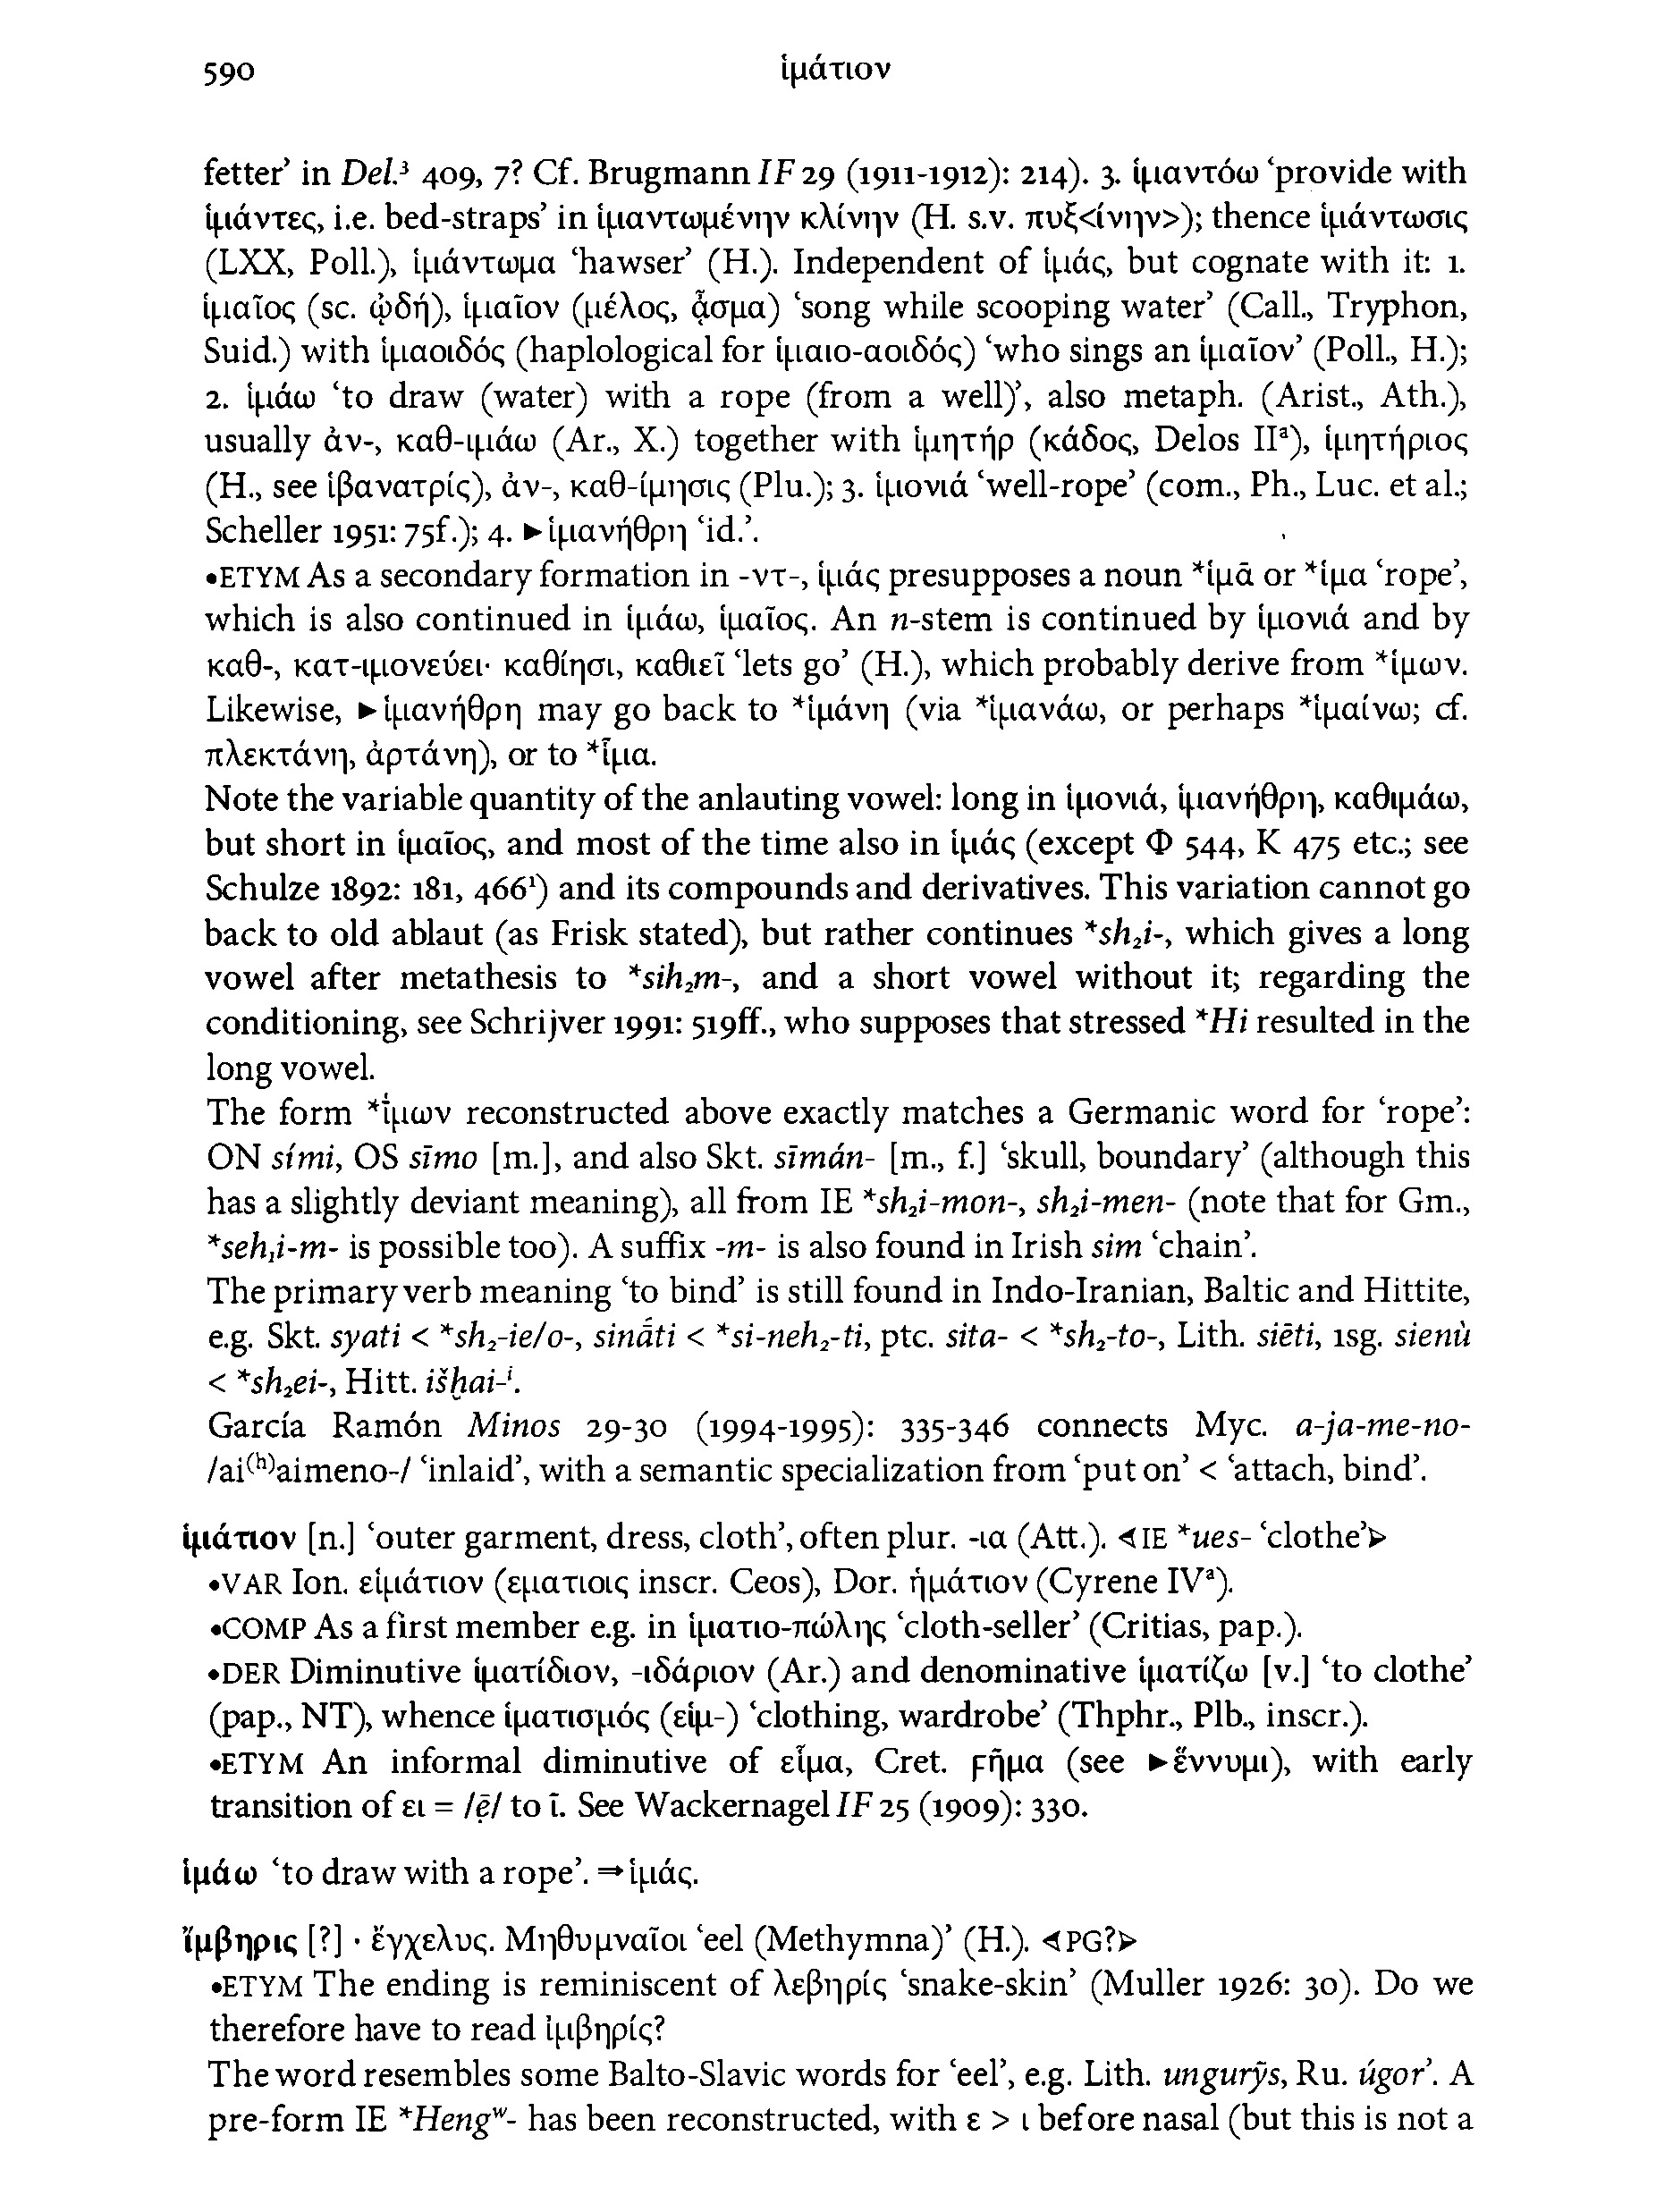 590 ἱμάτιον
fetter’ in Del.³ 409, 7? Cf. Brugmann IF 29 (1911-1912): 214). 3. ἱμαντόω ‘provide with
ἱμάντες, i.e. bed-straps’ in ἱμαντωμένην κλίνην (H. s.v. πυξ<ίνην>); thence ἱμάντωσις
(LXX, Poll.), ἱμάντωμα ‘hawser’ (H.). Independent of ἱμάς, but cognate with it: 1.
ἱμαῖος (sc. ᾠδή), ἱμαῖον (μέλος, ᾆσμα) ‘song while scooping water’ (Call., Tryphon,
Suid.) with ἱμαοιδός (haplological for ἱμαιο-αοιδός) ‘who sings an ἱμαῖον’ (Poll., H.);
2. ἱμάω ‘to draw (water) with a rope (from a well)’, also metaph. (Arist., Ath.),
usually ἀν-, καθ-ιμάω (Ar., X.) together with ἱμητήρ (κάδος, Delos IIᵃ), ἱμητήριος
(H., see ἰβανατρίς), ἀν-, καθ-ίμησις (Plu.); 3. ἱμονιά ‘well-rope’ (com., Ph., Luc. et al.;
Scheller 1951: 75f.); 4. ►ἱμανήθρη ‘id.’.
•ETYM As a secondary formation in -ντ-, ἱμάς presupposes a noun *ἱμᾱ or *ἱμα ‘rope’,
which is also continued in ἱμάω, ἱμαῖος. An n-stem is continued by ἱμονιά and by
καθ-, κατ-ιμονεύει· καθίησι, καθιεῖ ‘lets go’ (H.), which probably derive from *ἱμων.
Likewise, ►ἱμανήθρη may go back to *ἱμάνη (via *ἱμανάω, or perhaps *ἱμαίνω; cf.
πλεκτάνη, ἀρτάνη), or to *ἷμα.
Note the variable quantity of the anlauting vowel: long in ἱμονιά, ἱμανήθρη, καθιμάω,
but short in ἱμαῖος, and most of the time also in ἱμάς (except Φ 544, K 475 etc.; see
Schulze 1892: 181, 466¹) and its compounds and derivatives. This variation cannot go
back to old ablaut (as Frisk stated), but rather continues *sh₂i-, which gives a long
vowel after metathesis to *sih₂m-, and a short vowel without it; regarding the
conditioning, see Schrijver 1991: 519ff., who supposes that stressed *Hi resulted in the
long vowel.
The form *ἵ̄μων reconstructed above exactly matches a Germanic word for ‘rope’:
ON sími, OS sīmo [m.], and also Skt. sīmán- [m., f.] ‘skull, boundary’ (although this
has a slightly deviant meaning), all from IE *sh₂i-mon-, sh₂i-men- (note that for Gm.,
*seh₁i-m- is possible too). A suffix -m- is also found in Irish sim ‘chain’.
The primary verb meaning ‘to bind’ is still found in Indo-Iranian, Baltic and Hittite,
e.g. Skt. syati < *sh₂-ie/o-, sinā́ti < *si-neh₂-ti, ptc. sita- < *sh₂-to-, Lith. siẽti, 1sg. sienù
< *sh₂ei-, Hitt. išḫai-ⁱ.
García Ramón Minos 29-30 (1994-1995): 335-346 connects Myc. a-ja-me-no-
/ai⁽ʰ⁾aimeno-/ ‘inlaid’, with a semantic specialization from ‘put on’ < ‘attach, bind’.
ἱμάτιον [n.] ‘outer garment, dress, cloth’, often plur. -ια (Att.). ⊲IE *ues- ‘clothe’⊳
•VAR Ion. εἱμάτιον (εματιοις inscr. Ceos), Dor. ἡμάτιον (Cyrene IVᵃ).
•COMP As a first member e.g. in ἱματιο-πώλης ‘cloth-seller’ (Critias, pap.).
•DER Diminutive ἱματίδιον, -ιδάριον (Ar.) and denominative ἱματίζω [v.] ‘to clothe’
(pap., NT), whence ἱματισμός (εἱμ-) ‘clothing, wardrobe’ (Thphr., Plb., inscr.).
•ETYM An informal diminutive of εἷμα, Cret. ϝῆμα (see ►ἕννυμι), with early
transition of ει = /ẹ̄/ to ῑ. See Wackernagel IF 25 (1909): 330.
ἱμάω ‘to draw with a rope’. ⇒ἱμάς.
ἴμβηρις [?] · ἔγχελυς. Μηθυμναῖοι ‘eel (Methymna)’ (H.). ⊲PG?⊳
•ETYM The ending is reminiscent of λεβηρίς ‘snake-skin’ (Muller 1926: 30). Do we
therefore have to read ἰμβηρίς?
The word resembles some Balto-Slavic words for ‘eel’, e.g. Lith. ungurỹs, Ru. úgor’. A
pre-form IE *Hengʷ- has been reconstructed, with ε > ι before nasal (but this is not a